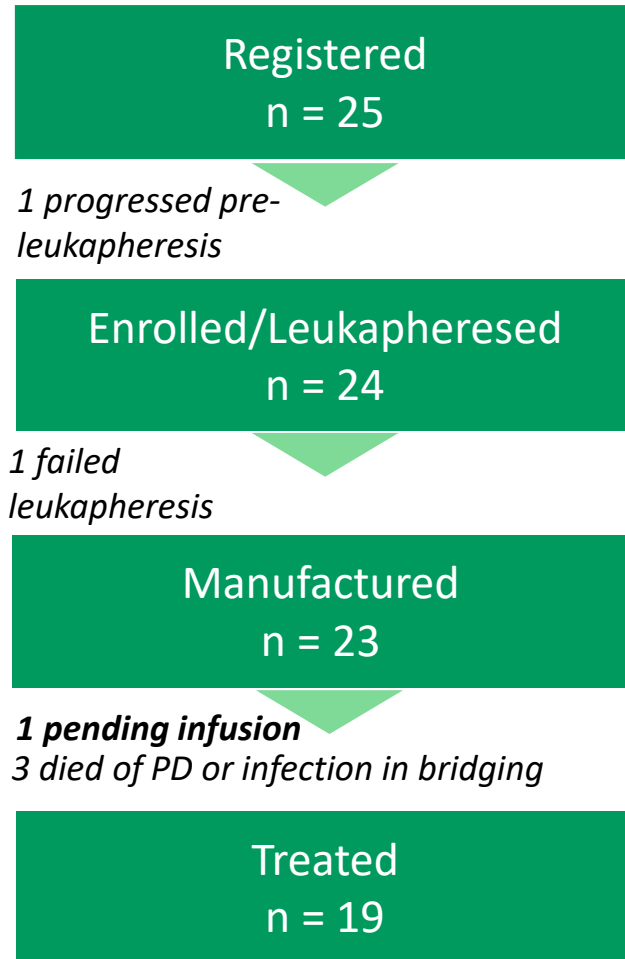 Registered
n = 25
1 progressed pre-
leukapheresis
Enrolled/Leukapheresed
n = 24
1 failed
leukapheresis
Manufactured
n = 23
1 pending infusion
3 died of PD or infection in bridging
Treated
n = 19